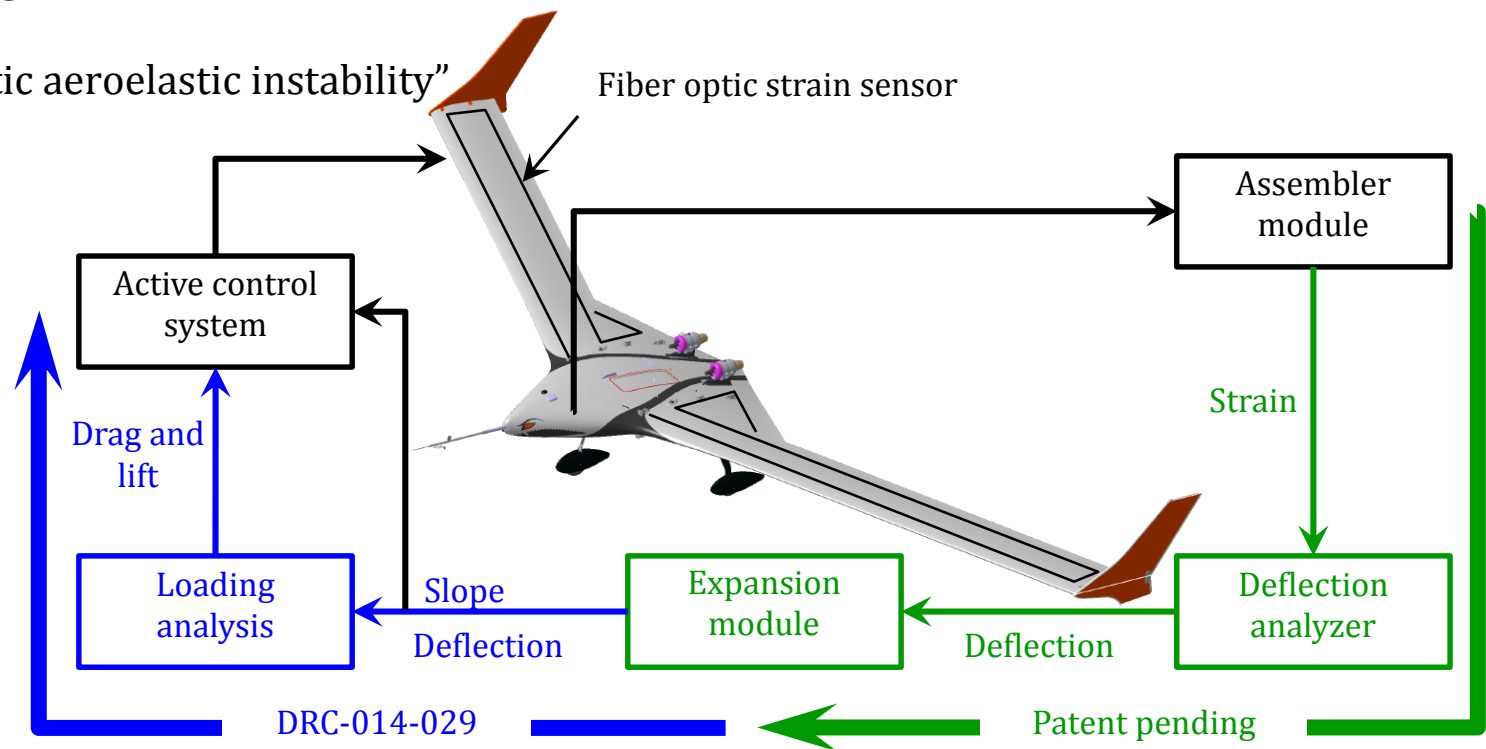 tic aeroelastic instability”
Fiber optic strain sensor
Assembler
module
Active control
system
Strain
Drag and
lift
Loading
analysis
Slope
Deflection
Expansion
module
Deflection
Deflection
analyzer
DRC-014-029
Patent pending